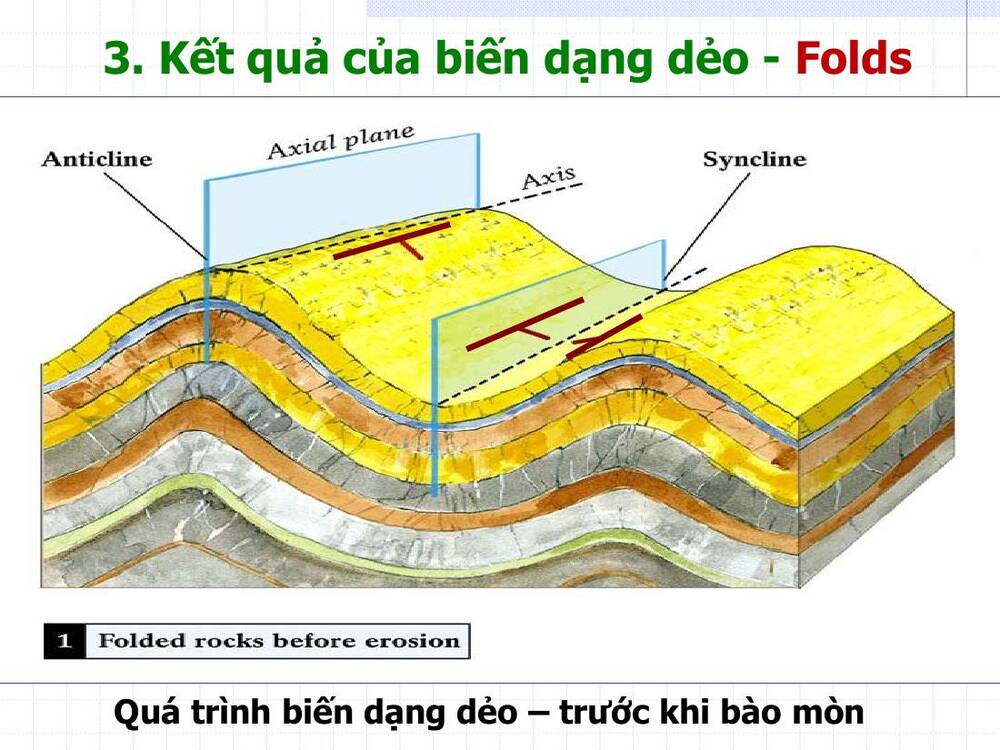 3. Kết quả của biến dạng dẻo - Folds
Axial plane
Anticline
Syncline
Axis
1 Folded rocks before erosion
Quá trình biến dạng dẻo – trước khi bào mòn